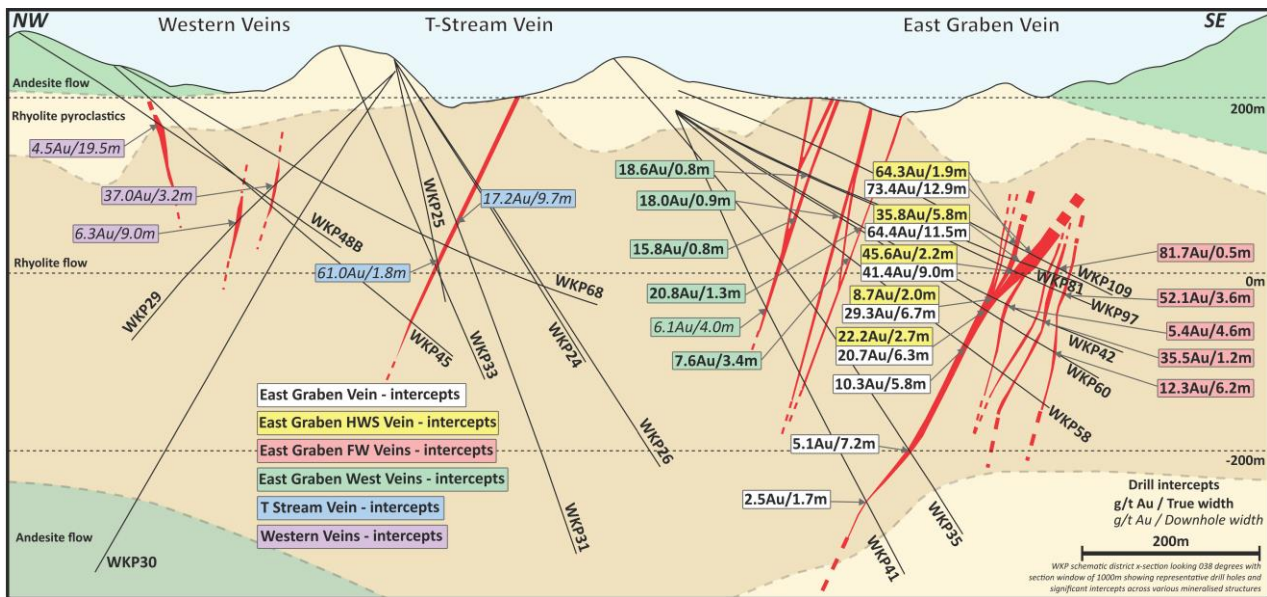 NW
Western Veins
T-Stream Vein
East Graben Vein
SE
Andesite flow
Rhyolite pyroclastics
Rhyolite flow
Andesite flow
200m
0m
-200m
4.5Au/19.5m
37.0Au/3.2m
6.3Au/9.0m
17.2Au/9.7m
61.0Au/1.8m
18.6Au/0.8m
18.0Au/0.9m
15.8Au/0.8m
20.8Au/1.3m
6.1Au/4.0m
7.6Au/3.4m
64.3Au/1.9m
73.4Au/12.9m
35.8Au/5.8m
64.4Au/11.5m
45.6Au/2.2m
41.4Au/9.0m
8.7Au/2.0m
29.3Au/6.7m
22.2Au/2.7m
20.7Au/6.3m
10.3Au/5.8m
5.1Au/7.2m
2.5Au/1.7m
81.7Au/0.5m
52.1Au/3.6m
5.4Au/4.6m
35.5Au/1.2m
12.3Au/6.2m
WKP29
WKP48B
WKP25
WKP68
WKP45
WKP33
WKP24
WKP26
WKP31
WKP30
WKP109
WKP81
WKP97
WKP42
WKP60
WKP58
WKP35
WKP41
East Graben Vein - intercepts
East Graben HWS Vein - intercepts
East Graben FW Veins - intercepts
East Graben West Veins - intercepts
T Stream Vein - intercepts
Western Veins - intercepts
Drill intercepts
g/t Au / True width
g/t Au / Downhole width
200m
WKP schematic district x-section looking 038 degrees with
section window of 1000m showing representative drill holes and
significant intercepts across various mineralised structures